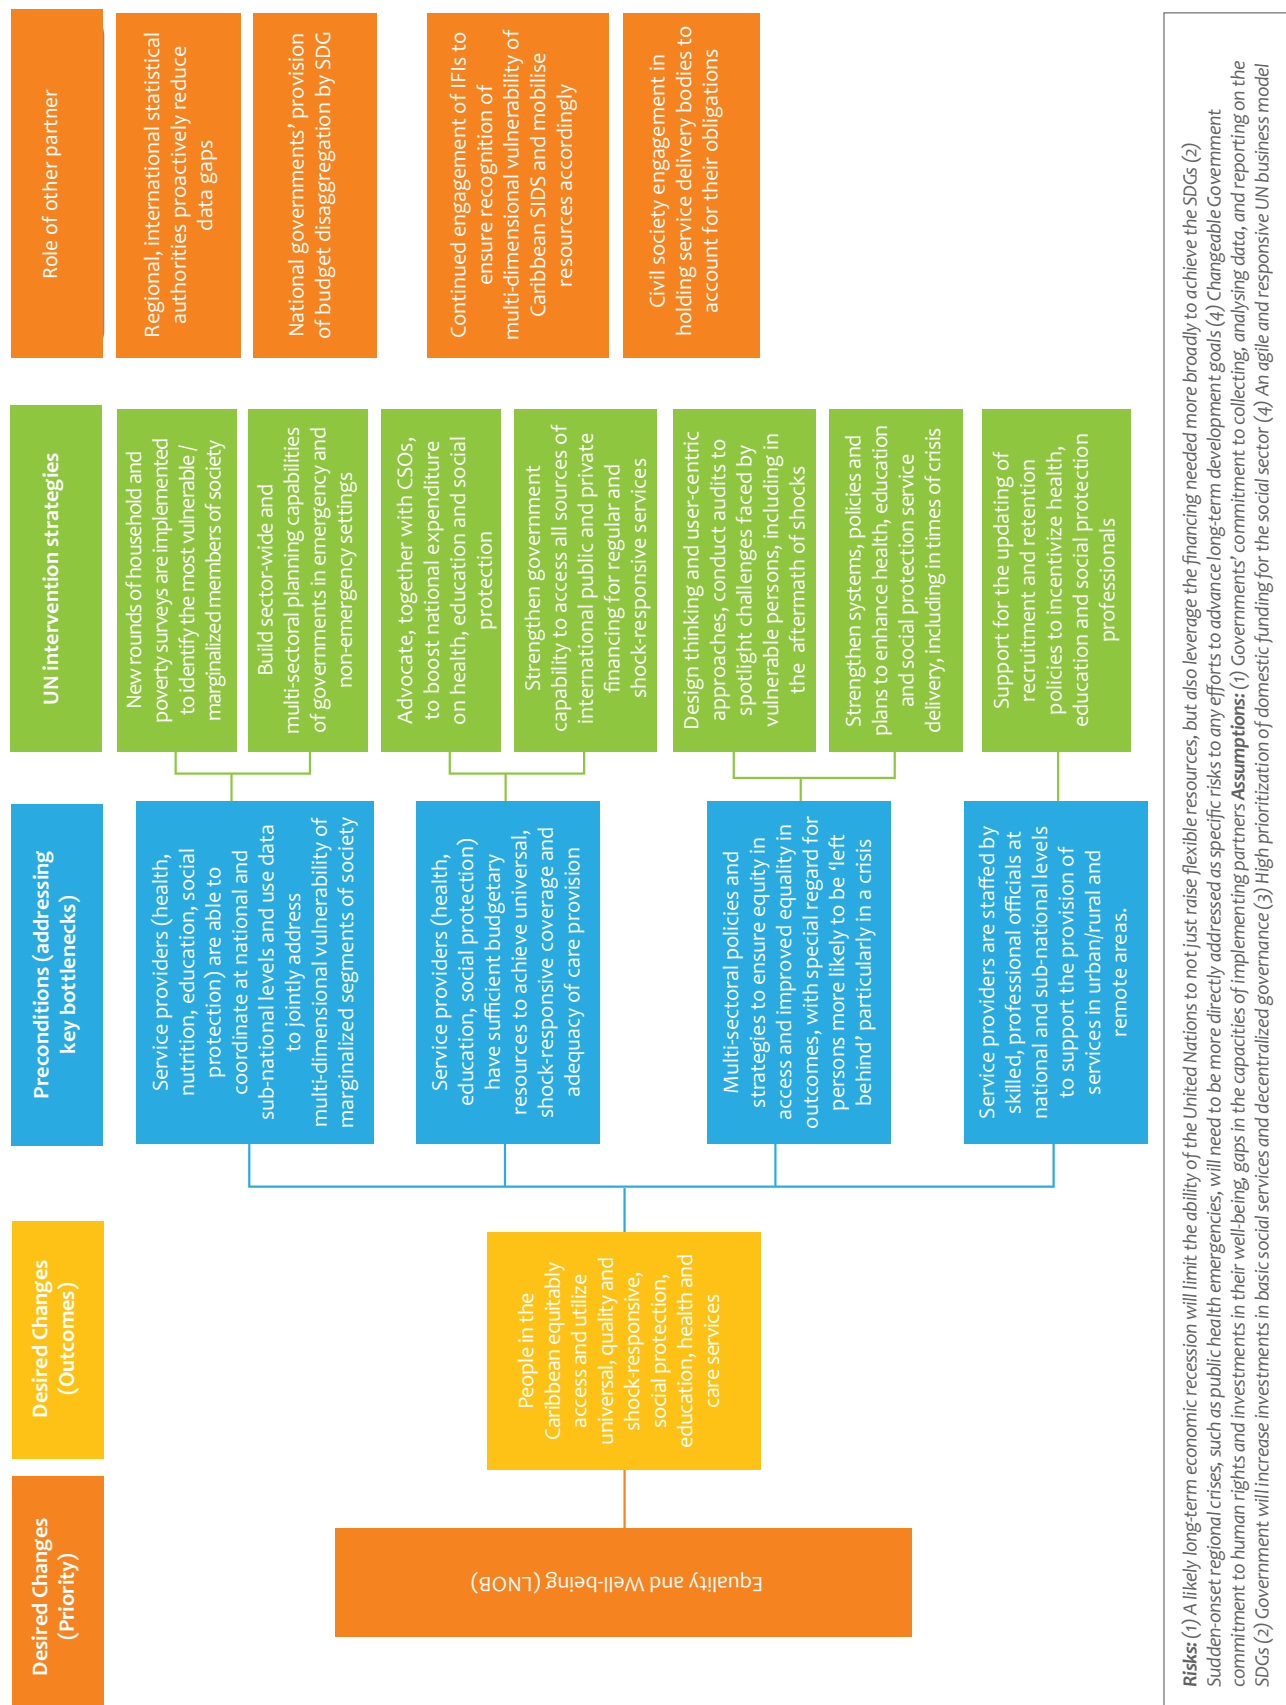 Desired Changes
(Priority)
Desired Changes
(Outcomes)
Preconditions (addressing
key bottlenecks)
UN intervention strategies
Role of other partner
Equality and Well-being (LNOB)
People in the
Caribbean equitably
access and utilize
universal, quality and
shock-responsive,
social protection,
education, health and
care services
Service providers (health,
nutrition, education, social
protection) are able to
coordinate at national and
sub-national levels and use data
to jointly address
multi-dimensional vulnerability of
marginalized segments of society
Service providers (health,
education, social protection)
have sufficient budgetary
resources to achieve universal,
shock-responsive coverage and
adequacy of care provision
Multi-sectoral policies and
strategies to ensure equity in
access and improved equality in
outcomes, with special regard for
persons more likely to be ‘left
behind’ particularly in a crisis
Service providers are staffed by
skilled, professional officials at
national and sub-national levels
to support the provision of
services in urban/rural and
remote areas.
New rounds of household and
poverty surveys are implemented
to identify the most vulnerable /
marginalized members of society
Build sector-wide and
multi-sectoral planning capabilities
of governments in emergency and
non-emergency settings
Advocate, together with CSOs,
to boost national expenditure
on health, education and social
protection
Strengthen government
capability to access all sources of
international public and private
financing for regular and
shock-responsive services
Design thinking and user-centric
approaches, conduct audits to
spotlight challenges faced by
vulnerable persons, including in
the aftermath of shocks
Strengthen systems, policies and
plans to enhance health, education
and social protection service
delivery, including in times of crisis
Support for the updating of
recruitment and retention
policies to incentivize health,
education and social protection
professionals
Regional, international statistical
authorities proactively reduce
data gaps
National governments’ provision
of budget disaggregation by SDG
Continued engagement of IFIs to
ensure recognition of
multi-dimensional vulnerability of
Caribbean SIDS and mobilise
resources accordingly
Civil society engagement in
holding service delivery bodies to
account for their obligations
Risks: (1) A likely long-term economic recession will limit the ability of the United Nations to not just raise flexible resources, but also leverage the financing needed more broadly to achieve the SDGs (2)
Sudden-onset regional crises, such as public health emergencies, will need to be more directly addressed as specific risks to any efforts to advance long-term development goals (4) Changeable Government
commitment to human rights and investments in their well-being, gaps in the capacities of implementing partners Assumptions: (1) Governments’ commitment to collecting, analysing data, and reporting on the
SDGs (2) Government will increase investments in basic social services and decentralized governance (3) High prioritization of domestic funding for the social sector (4) An agile and responsive UN business model